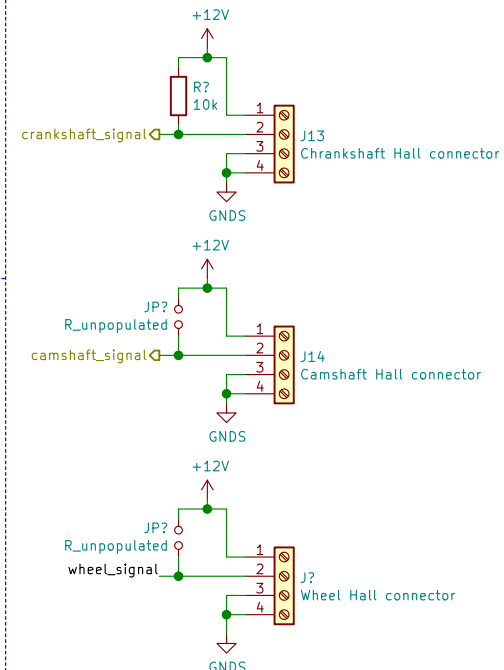 +12V
R?
10k
1
crankshaft_signal
2
J13
3
Chrankshaft Hall connector
4
GNDS
+12V
JP?
R_unpopulated
1
camshaft_signal
2
J14
3
Camshaft Hall connector
4
GNDS
+12V
JP?
R_unpopulated
1
wheel_signal
2
J?
3
Wheel Hall connector
4
GNDS